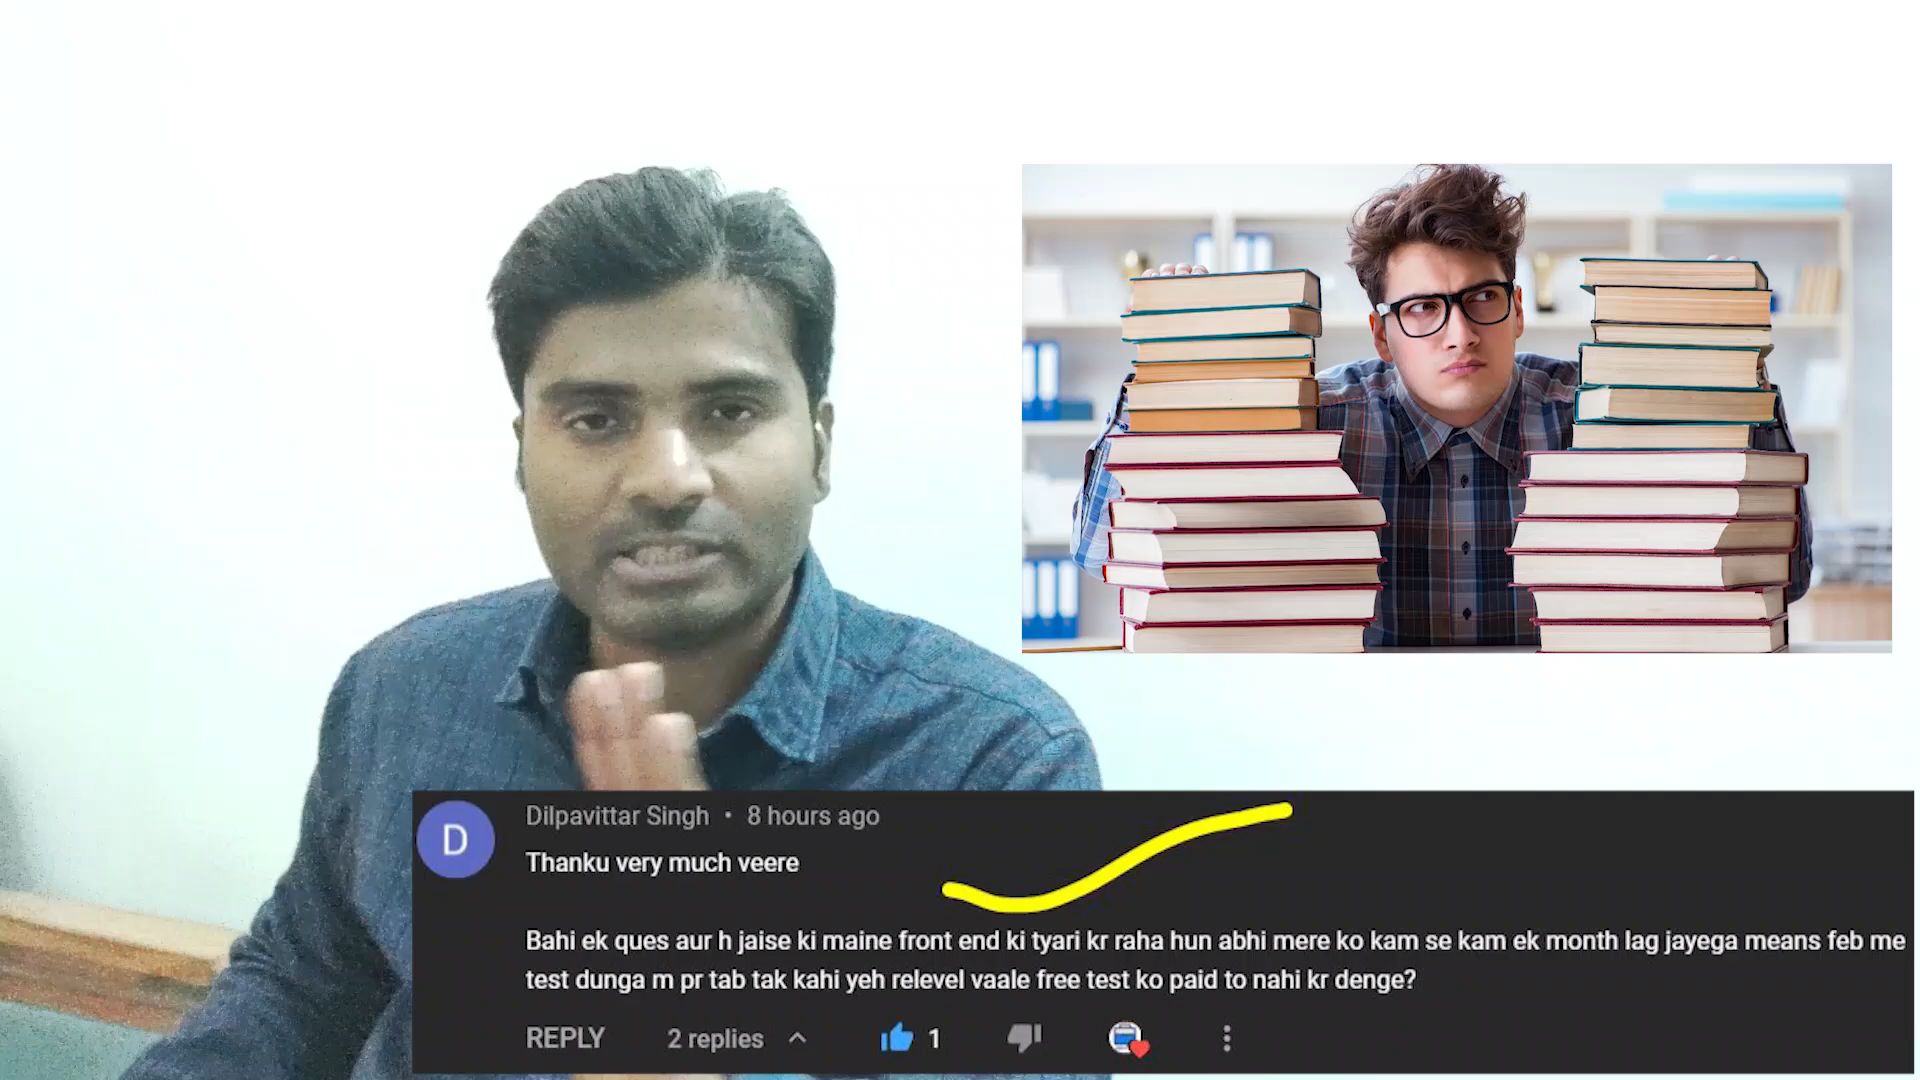 Dilpavittar Singh • 8 hours ago
D
Thanku very much veere
Bahi ek ques aur h jaise ki maine front end ki tyari kr raha hun abhi mere ko kam se kam ek month lag jayega means feb me
test dunga m pr tab tak kahi yeh relevel vaale free test ko paid to nahi kr denge?
REPLY 2 replies 1